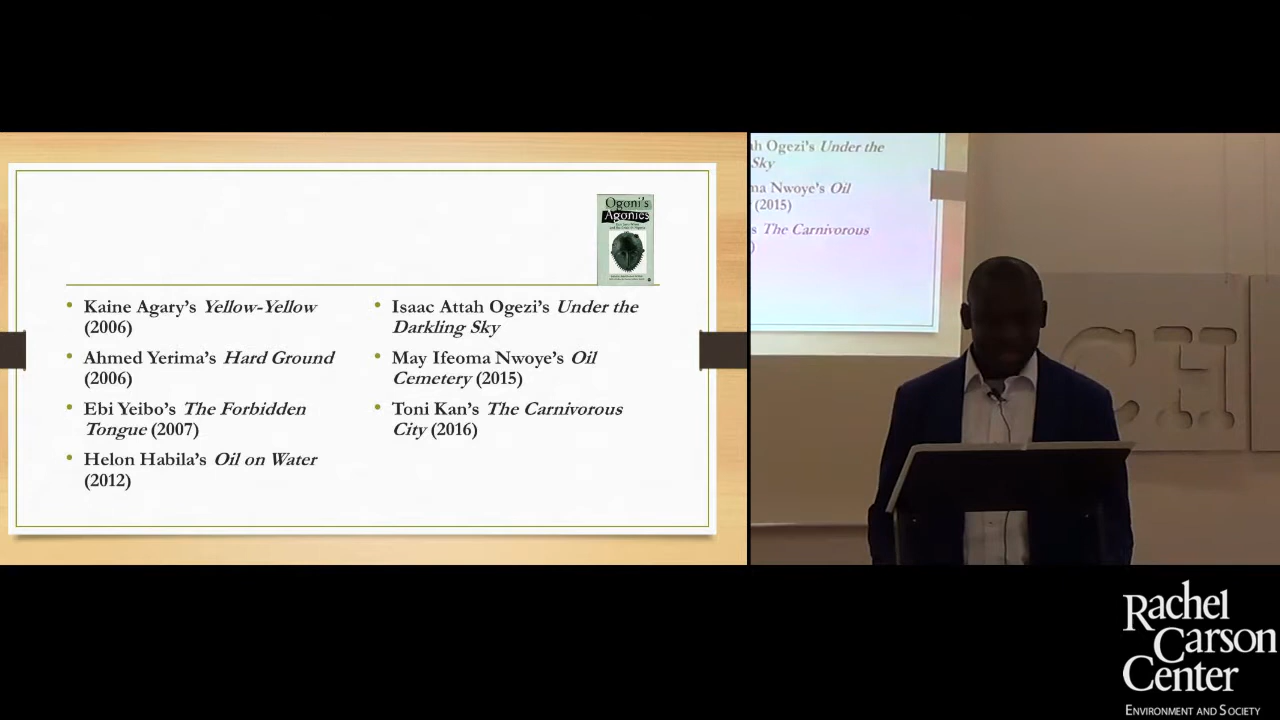 Ogoni's
Agonies
• Kaine Agary's Yellow-Yellow
(2006)
• Ahmed Yerima's Hard Ground
(2006)
• Ebi Yeibo's The Forbidden
Tongue (2007)
• Helon Habila's Oil on Water
(2012)
• Isaac Attah Ogezi's Under the
Darkling Sky
• May Ifeoma Nwoye's Oil
Cemetery (2015)
• Toni Kan's The Carnivorous
City (2016)
ah Ogezi's Under the
Sky
na Nwoye's Oil
(2015)
s The Carnivorous
)
CH
Rachel
Carson
Center
ENVIRONMENT AND SOCIETY